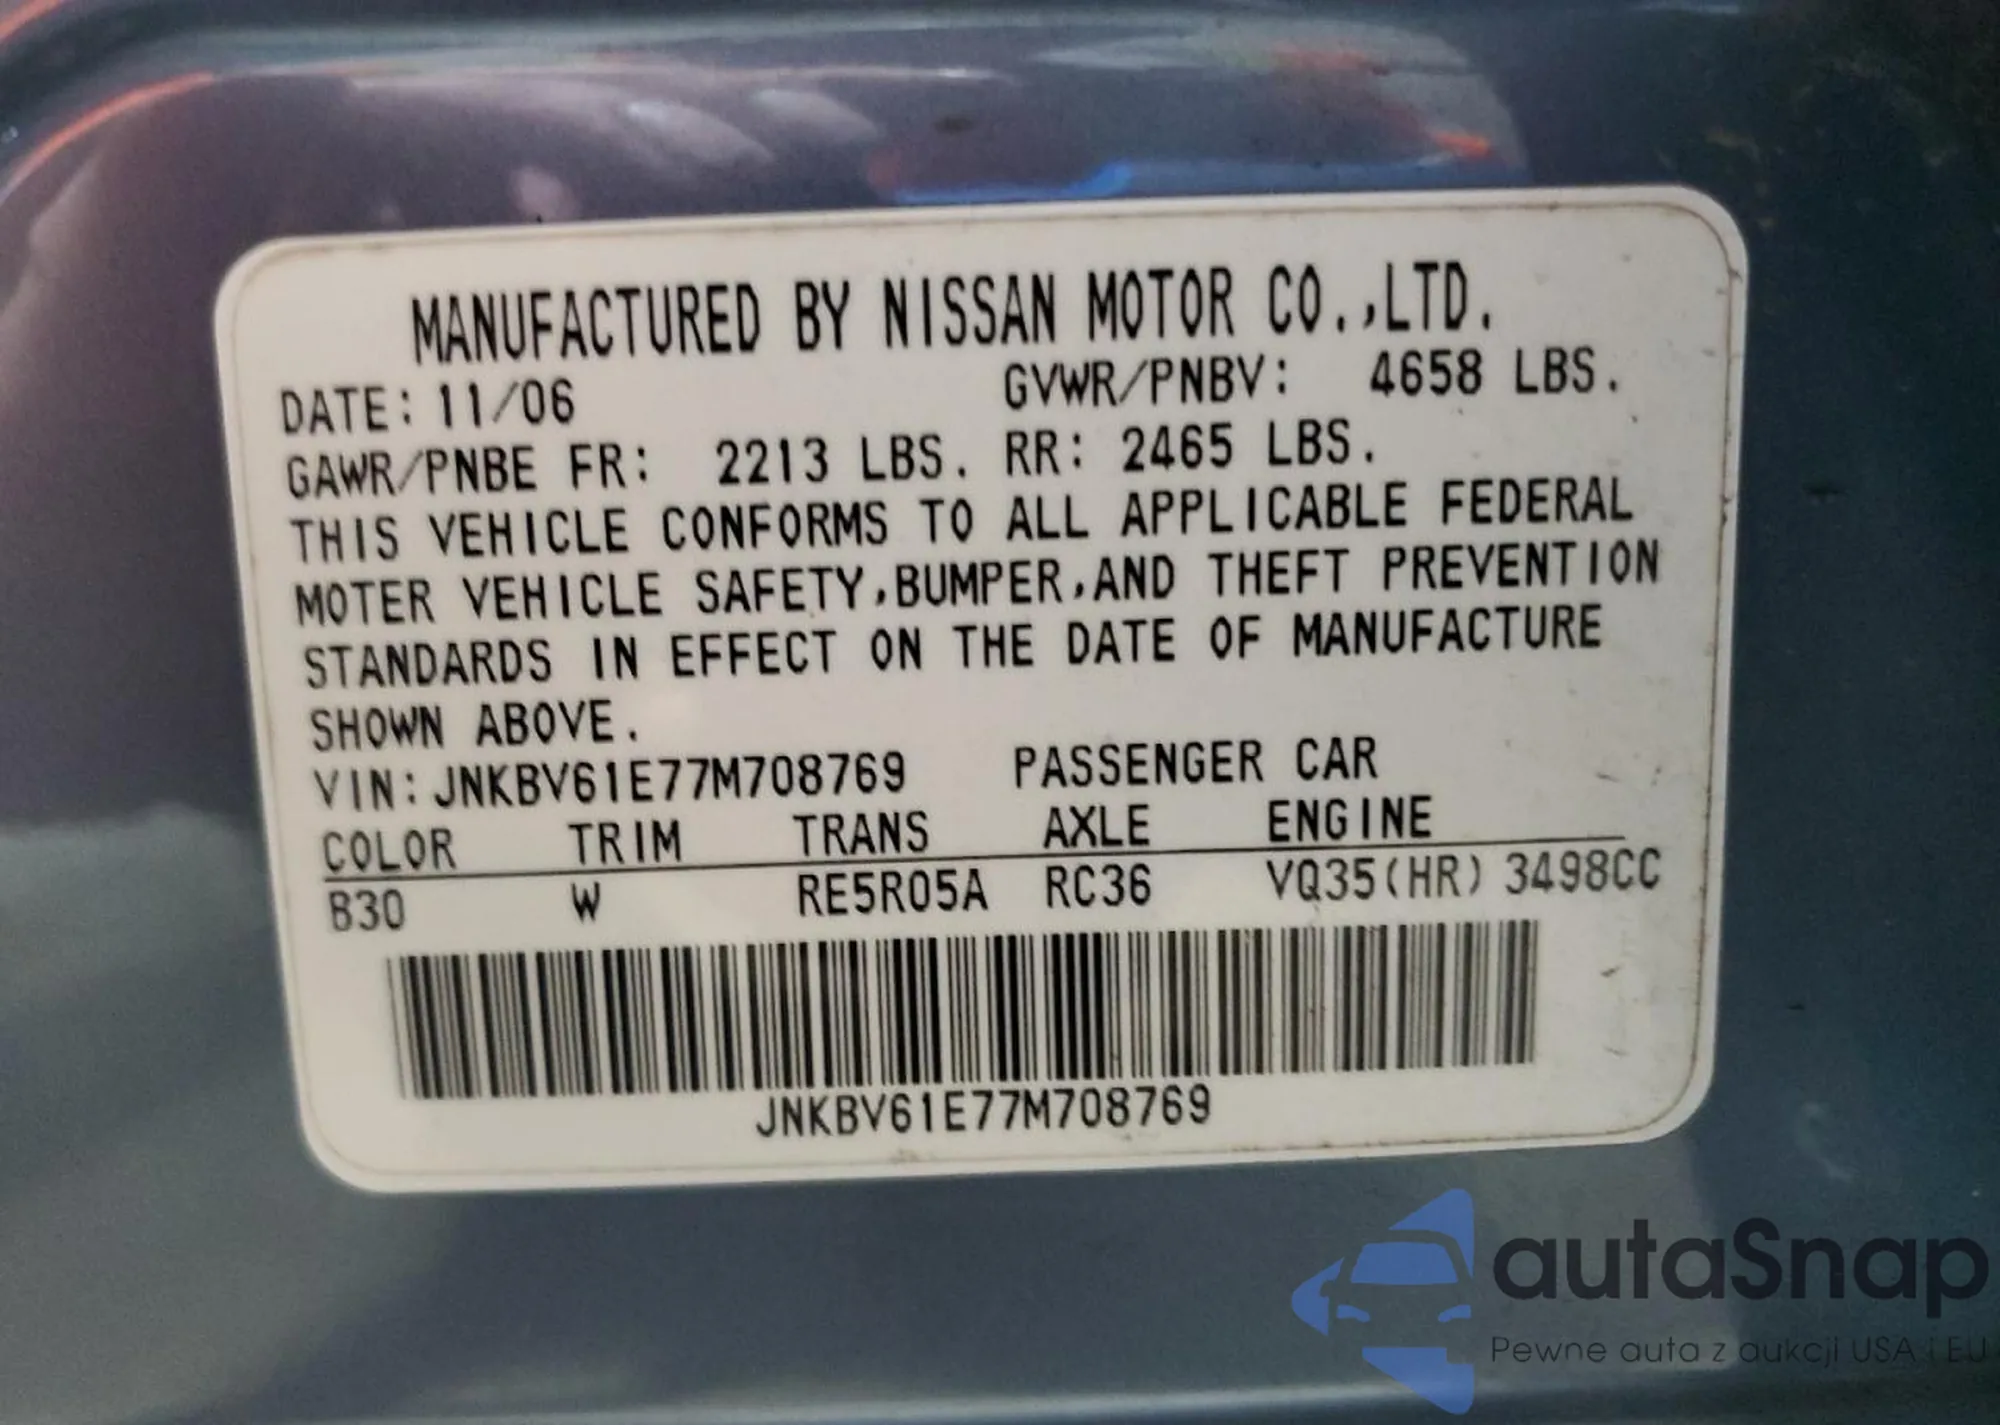 MANUFACTURED BY NISSAN MOTOR CO.,LTD.
DATE: 11/06 GVWR/PNBV: 4658 LBS.
GAWR/PNBE FR: 2213 LBS. RR: 2465 LBS.
THIS VEHICLE CONFORMS TO ALL APPLICABLE FEDERAL
MOTER VEHICLE SAFETY,BUMPER,AND THEFT PREVENTION
STANDARDS IN EFFECT ON THE DATE OF MANUFACTURE
SHOWN ABOVE.
VIN: JNKBV61E77M708769 PASSENGER CAR
COLOR TRIM TRANS AXLE ENGINE
B30 W RE5R05A RC36 VQ35(HR) 3498CC
JNKBV61E77M708769
autaSnap
Pewne auta z aukcji USA i EU